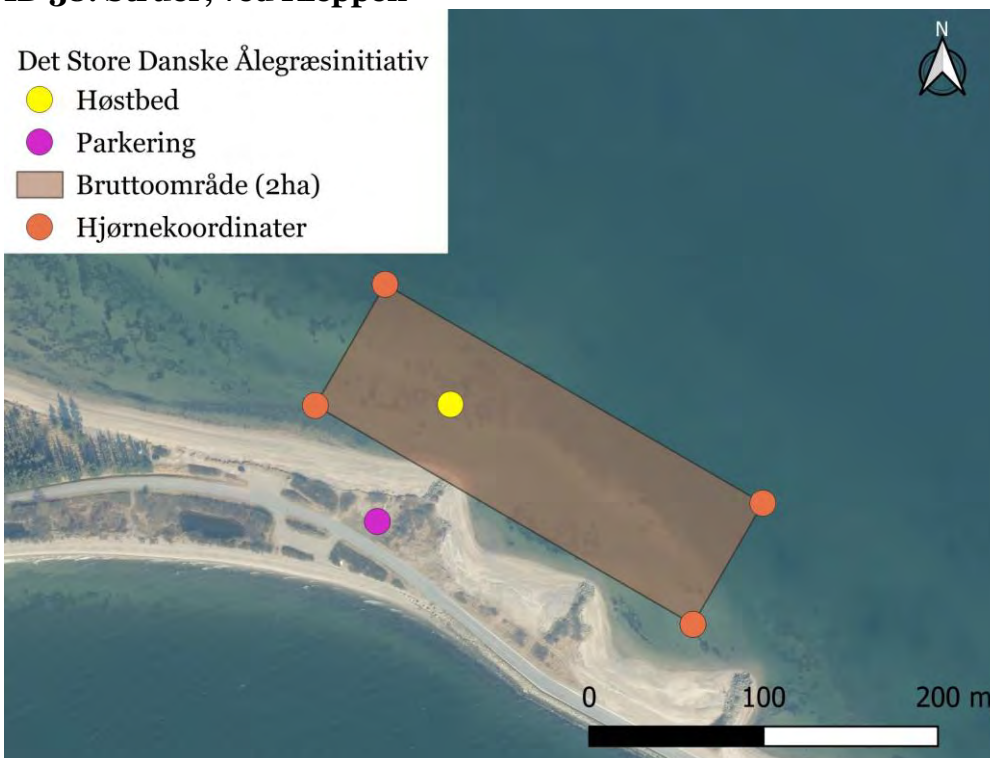 Det Store Danske Ålegræsinitiativ
Høstbed
Parkering
Bruttoområde (2ha)
Hjørnekoordinater
N
0 100 200 m